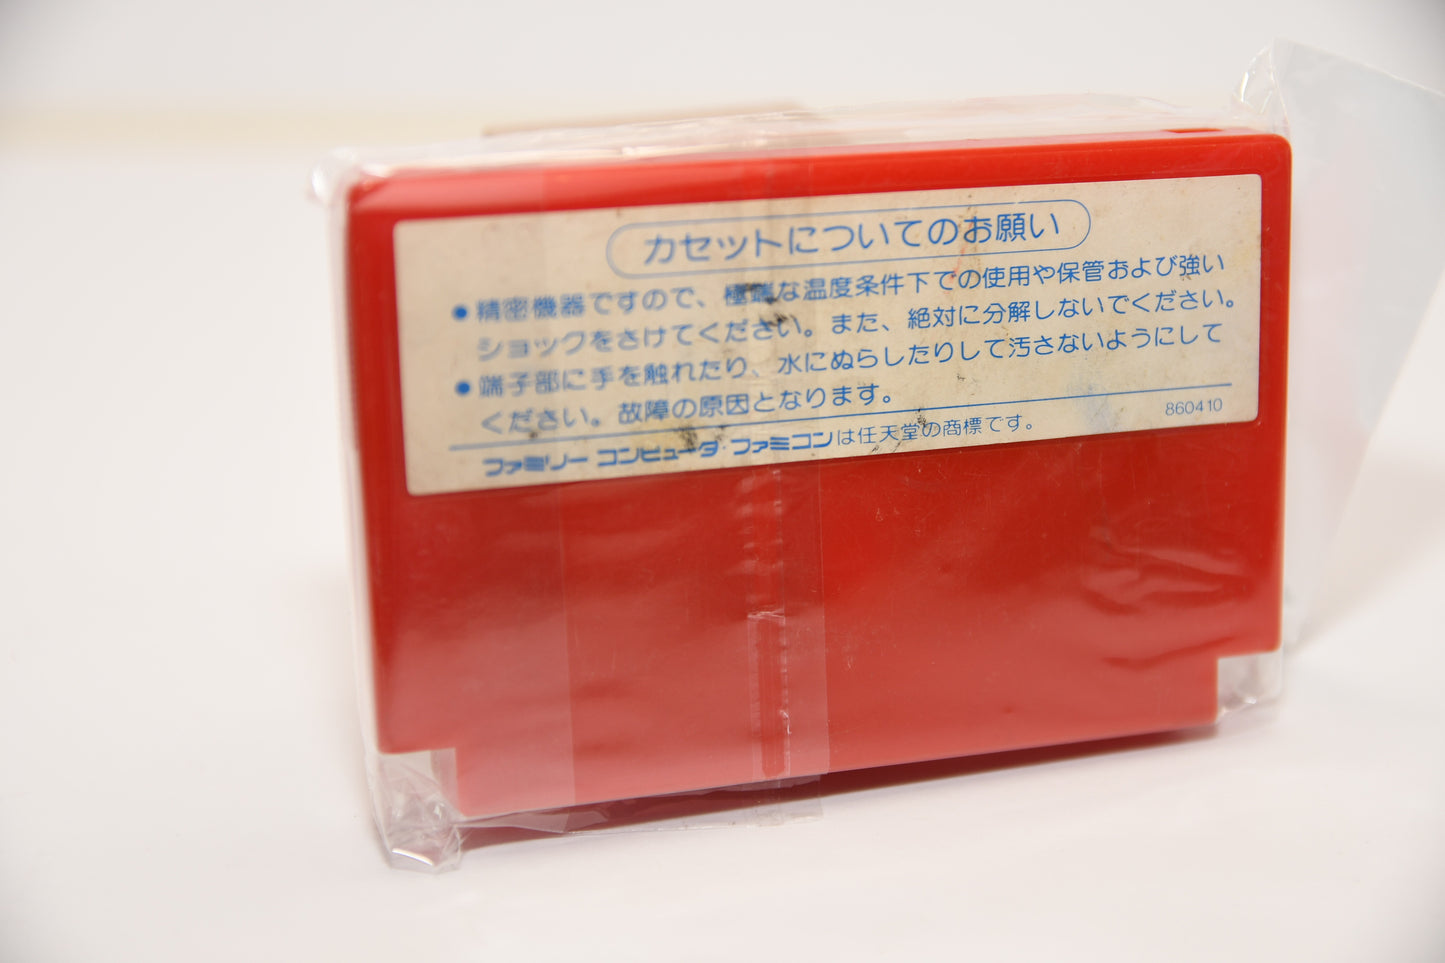 カセットについてのお願い
●精密機器ですので、極端な温度条件下での使用や保管および強い
ショックをさけてください。また、絶対に分解しないでください。
●端子部に手を触れたり、水にぬらしたりして汚さないようにして
ください。故障の原因となります。
860410
ファミリー コンピュータ・ファミコンは任天堂の商標です。